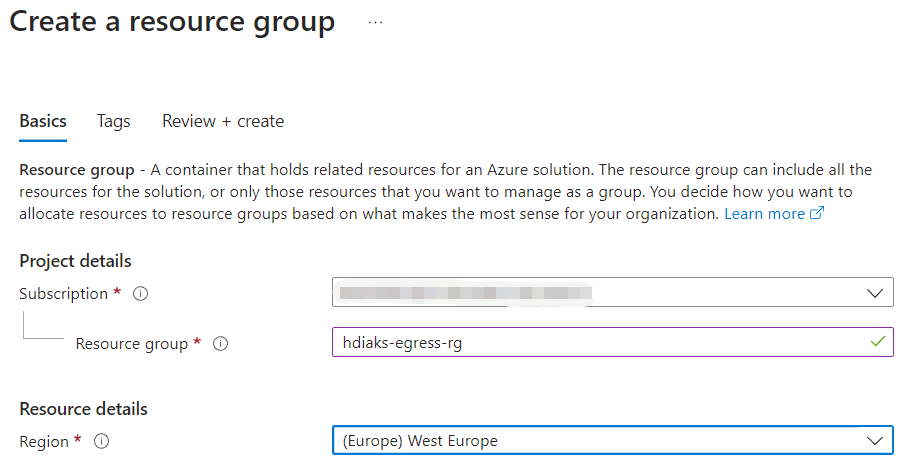 Create a resource group ...
Basics Tags Review + create
Resource group - A container that holds related resources for an Azure solution. The resource group can include all the
resources for the solution, or only those resources that you want to manage as a group. You decide how you want to
allocate resources to resource groups based on what makes the most sense for your organization. Learn more
Project details
Subscription *
Resource group * hdiaks-egress-rg
Resource details
Region * (Europe) West Europe